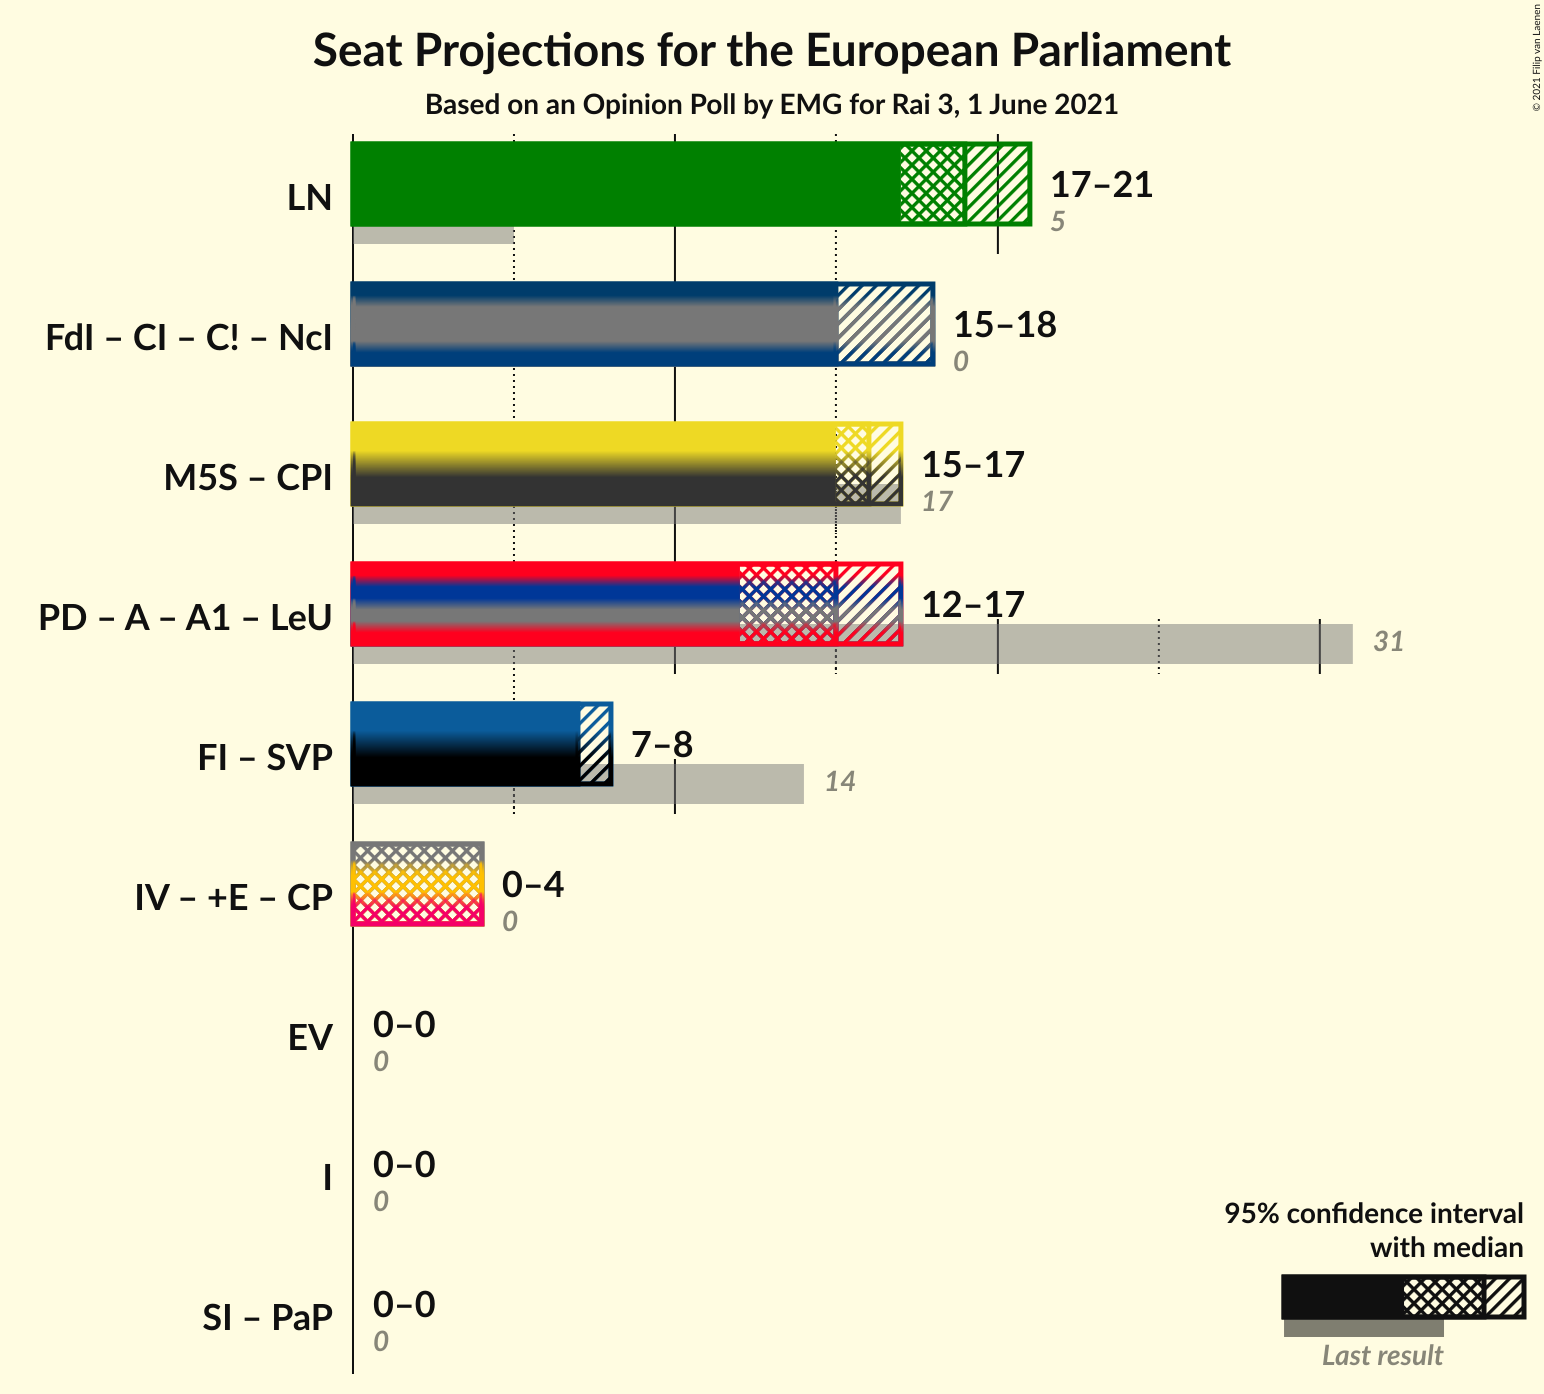 Seat Projections for the European Parliament
Based on an Opinion Poll by EMG for Rai 3, 1 June 2021
© 2021 Filip van Laenen
LN
17–21
5
FdI – CI – C! – NcI
15–18
0
M5S – CPI
15–17
17
PD – A – A1 – LeU
12–17
31
FI – SVP
7–8
14
IV – +E – CP
0–4
0
EV
0–0
0
I
0–0
0
SI – PaP
0–0
0
95% confidence interval
with median
Last result